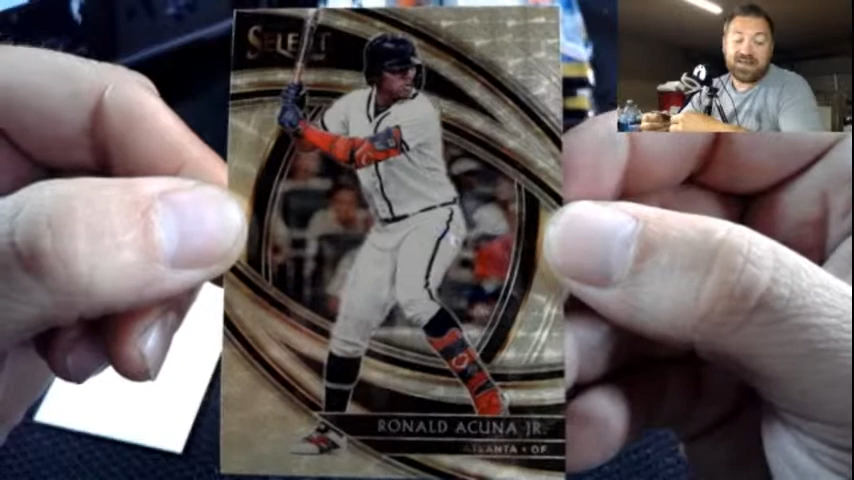 SELECT
RONALD ACUNA JR.
ATLANTA • OF